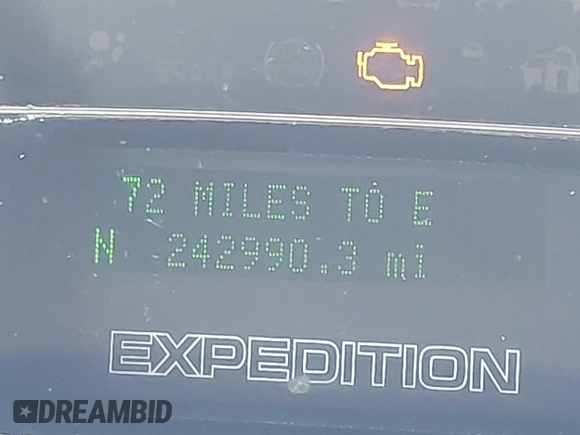 72 MILES TO E
N 242990.3 mi
EXPEDITION
DREAMBID